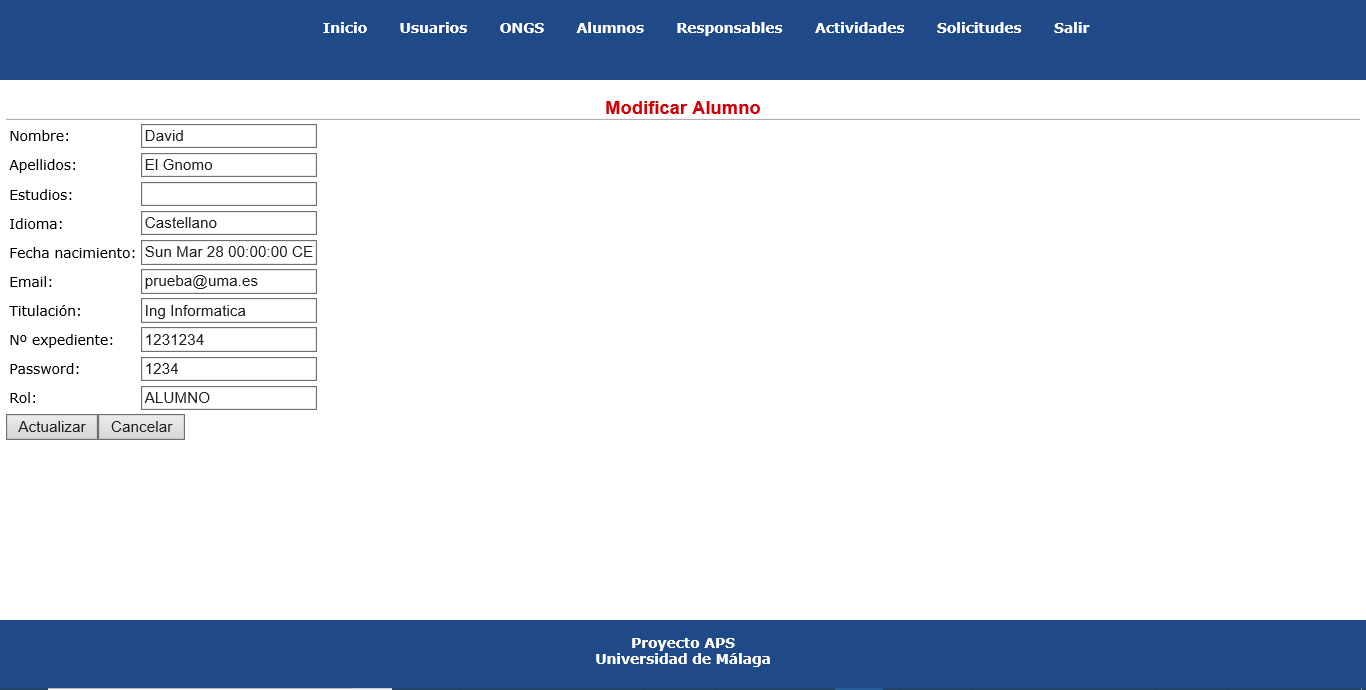 Inicio Usuarios ONGS Alumnos Responsables Actividades Solicitudes Salir
Modificar Alumno
Nombre: David
Apellidos: El Gnomo
Estudios:
Idioma: Castellano
Fecha nacimiento: Sun Mar 28 00:00:00 CE
Email: prueba@uma.es
Titulación: Ing Informatica
Nº expediente: 1231234
Password: 1234
Rol: ALUMNO
Actualizar Cancelar
Proyecto APS
Universidad de Málaga